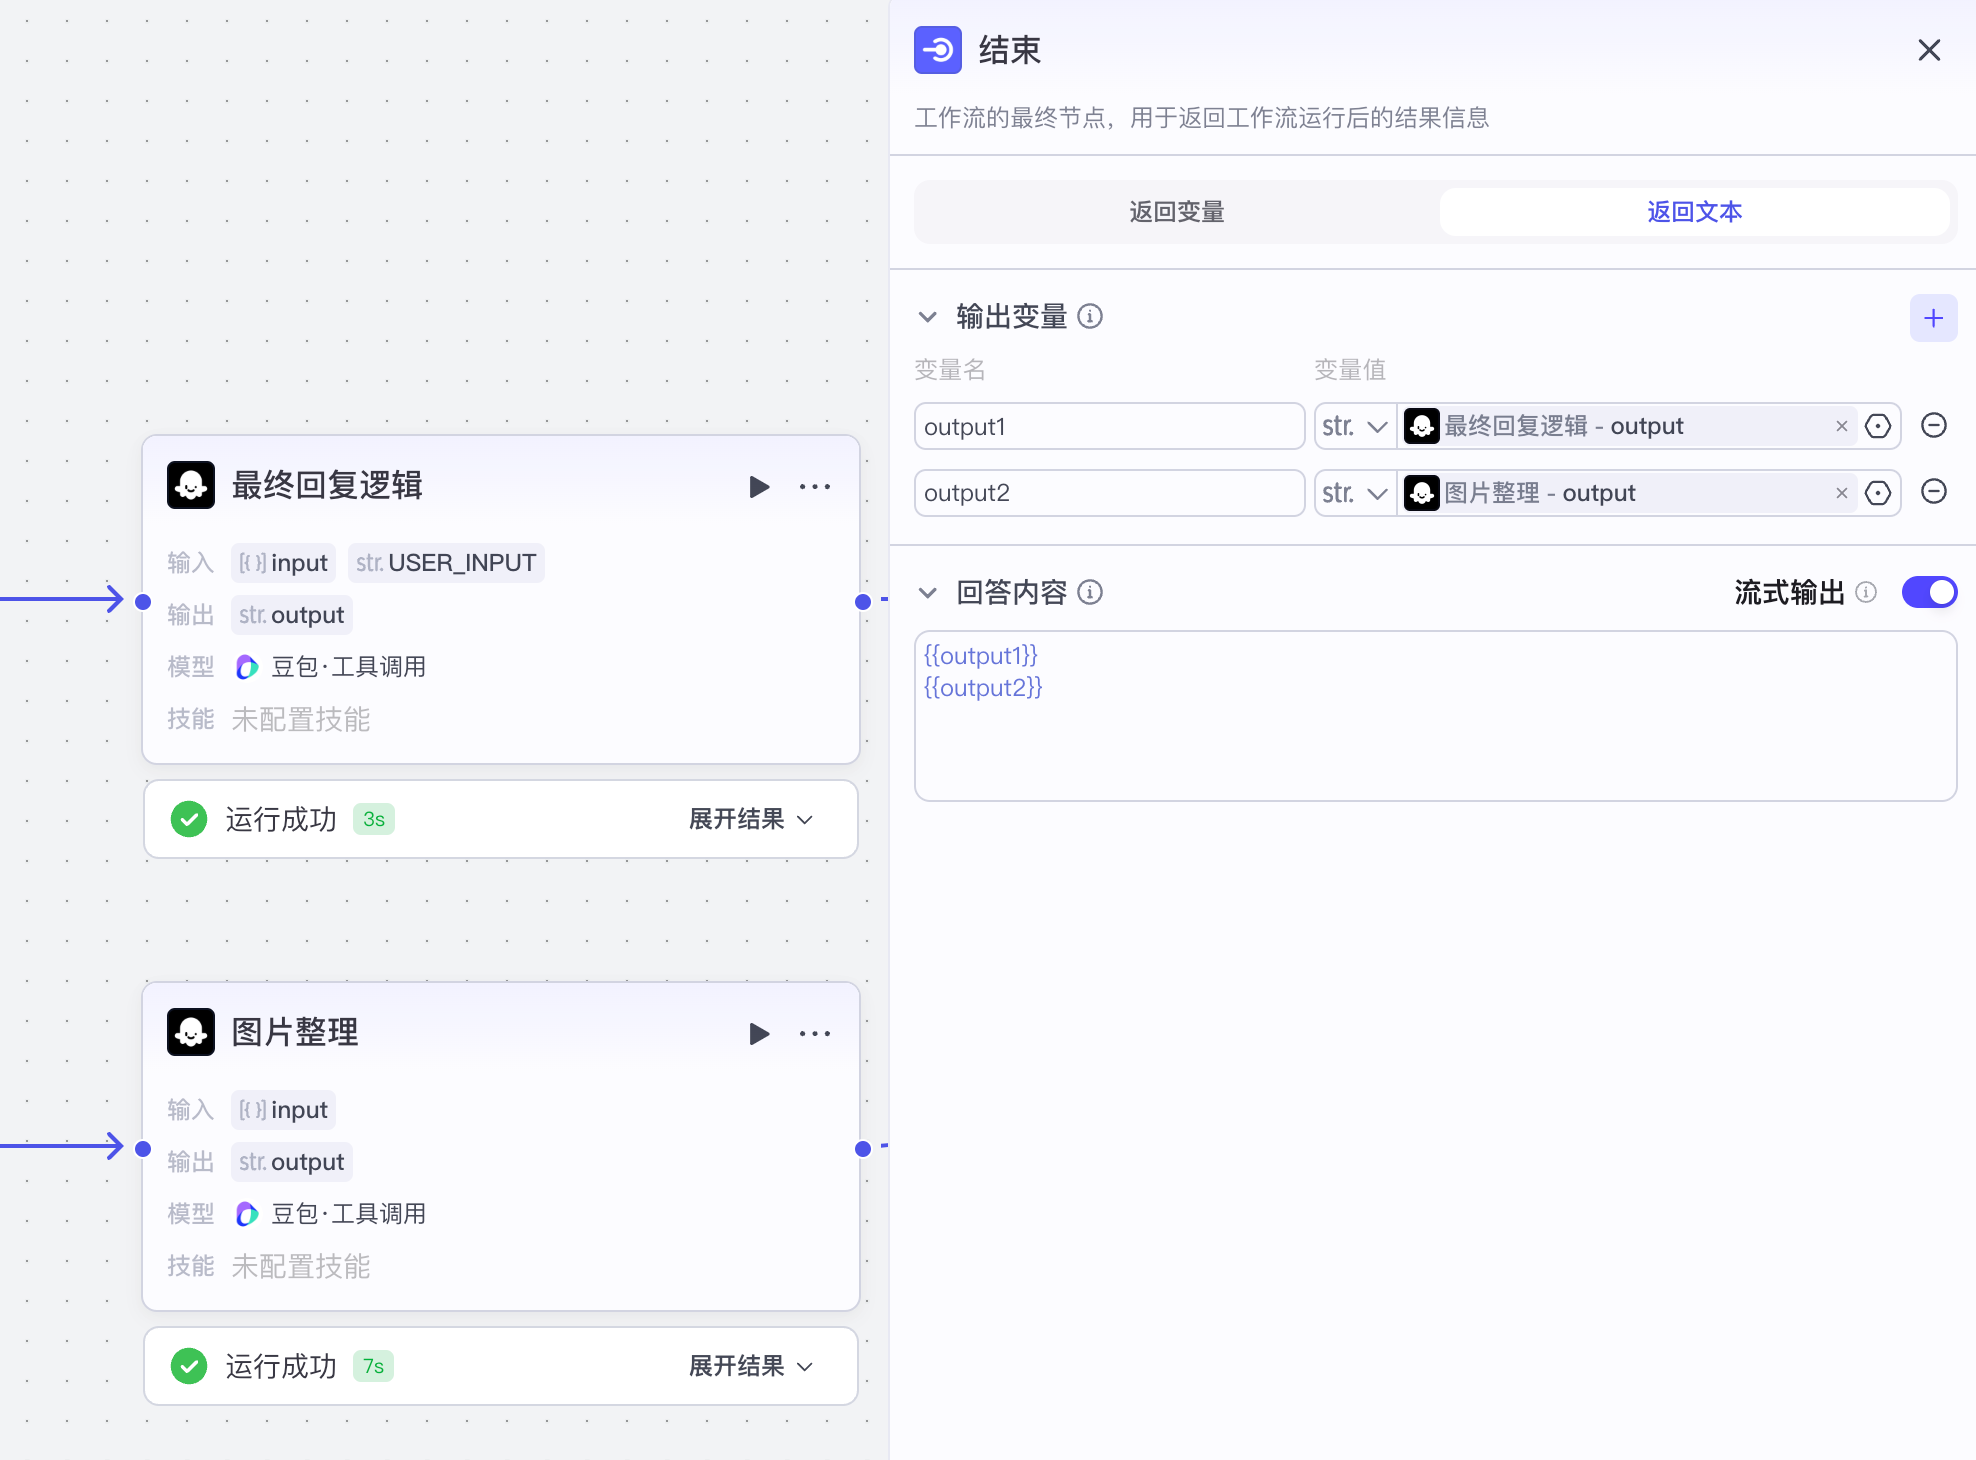 最终回复逻辑
输入 [{ }] input str. USER_INPUT
输出 str. output
模型 豆包·工具调用
技能 未配置技能
运行成功 3s 展开结果
图片整理
输入 [{ }] input
输出 str. output
模型 豆包·工具调用
技能 未配置技能
运行成功 7s 展开结果
结束
工作流的最终节点，用于返回工作流运行后的结果信息
返回变量 返回文本
输出变量
变量名 变量值
output1 str. 最终回复逻辑 - output
output2 str. 图片整理 - output
回答内容 流式输出
{{output1}}
{{output2}}